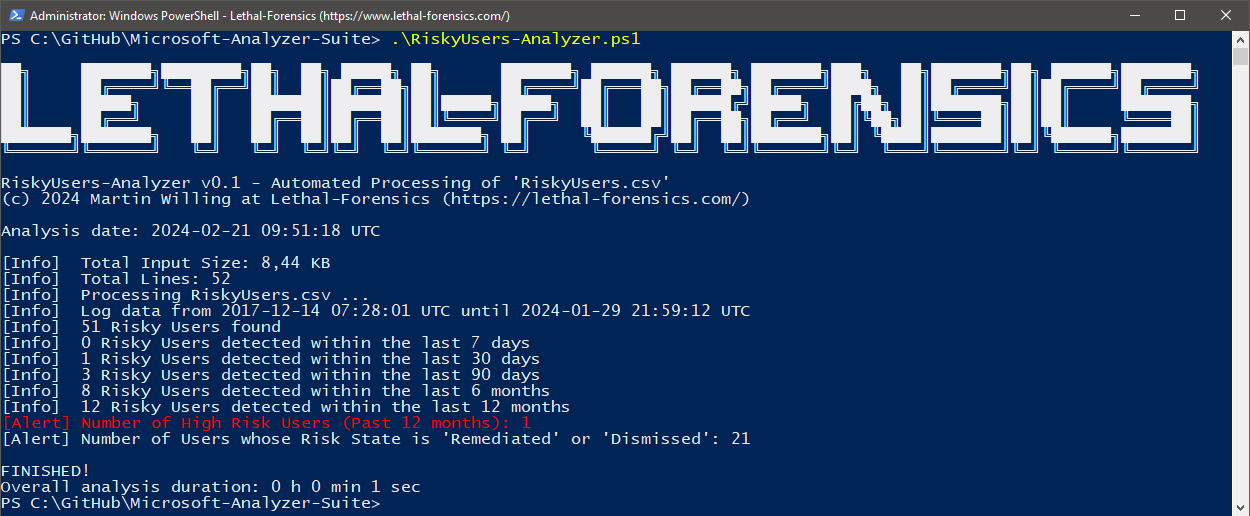 Administrator: Windows PowerShell - Lethal-Forensics (https://www.lethal-forensics.com/)
PS C:\GitHub\Microsoft-Analyzer-Suite> .\RiskyUsers-Analyzer.ps1
LETHAL-FORENSICS
RiskyUsers-Analyzer v0.1 - Automated Processing of 'RiskyUsers.csv'
(c) 2024 Martin Willing at Lethal-Forensics (https://lethal-forensics.com/)
Analysis date: 2024-02-21 09:51:18 UTC
[Info]  Total Input Size: 8,44 KB
[Info]  Total Lines: 52
[Info]  Processing RiskyUsers.csv ...
[Info]  Log data from 2017-12-14 07:28:01 UTC until 2024-01-29 21:59:12 UTC
[Info]  51 Risky Users found
[Info]  0 Risky Users detected within the last 7 days
[Info]  1 Risky Users detected within the last 30 days
[Info]  3 Risky Users detected within the last 90 days
[Info]  8 Risky Users detected within the last 6 months
[Info]  12 Risky Users detected within the last 12 months
[Alert] Number of High Risk Users (Past 12 months): 1
[Alert] Number of Users whose Risk State is 'Remediated' or 'Dismissed': 21
FINISHED!
Overall analysis duration: 0 h 0 min 1 sec
PS C:\GitHub\Microsoft-Analyzer-Suite>